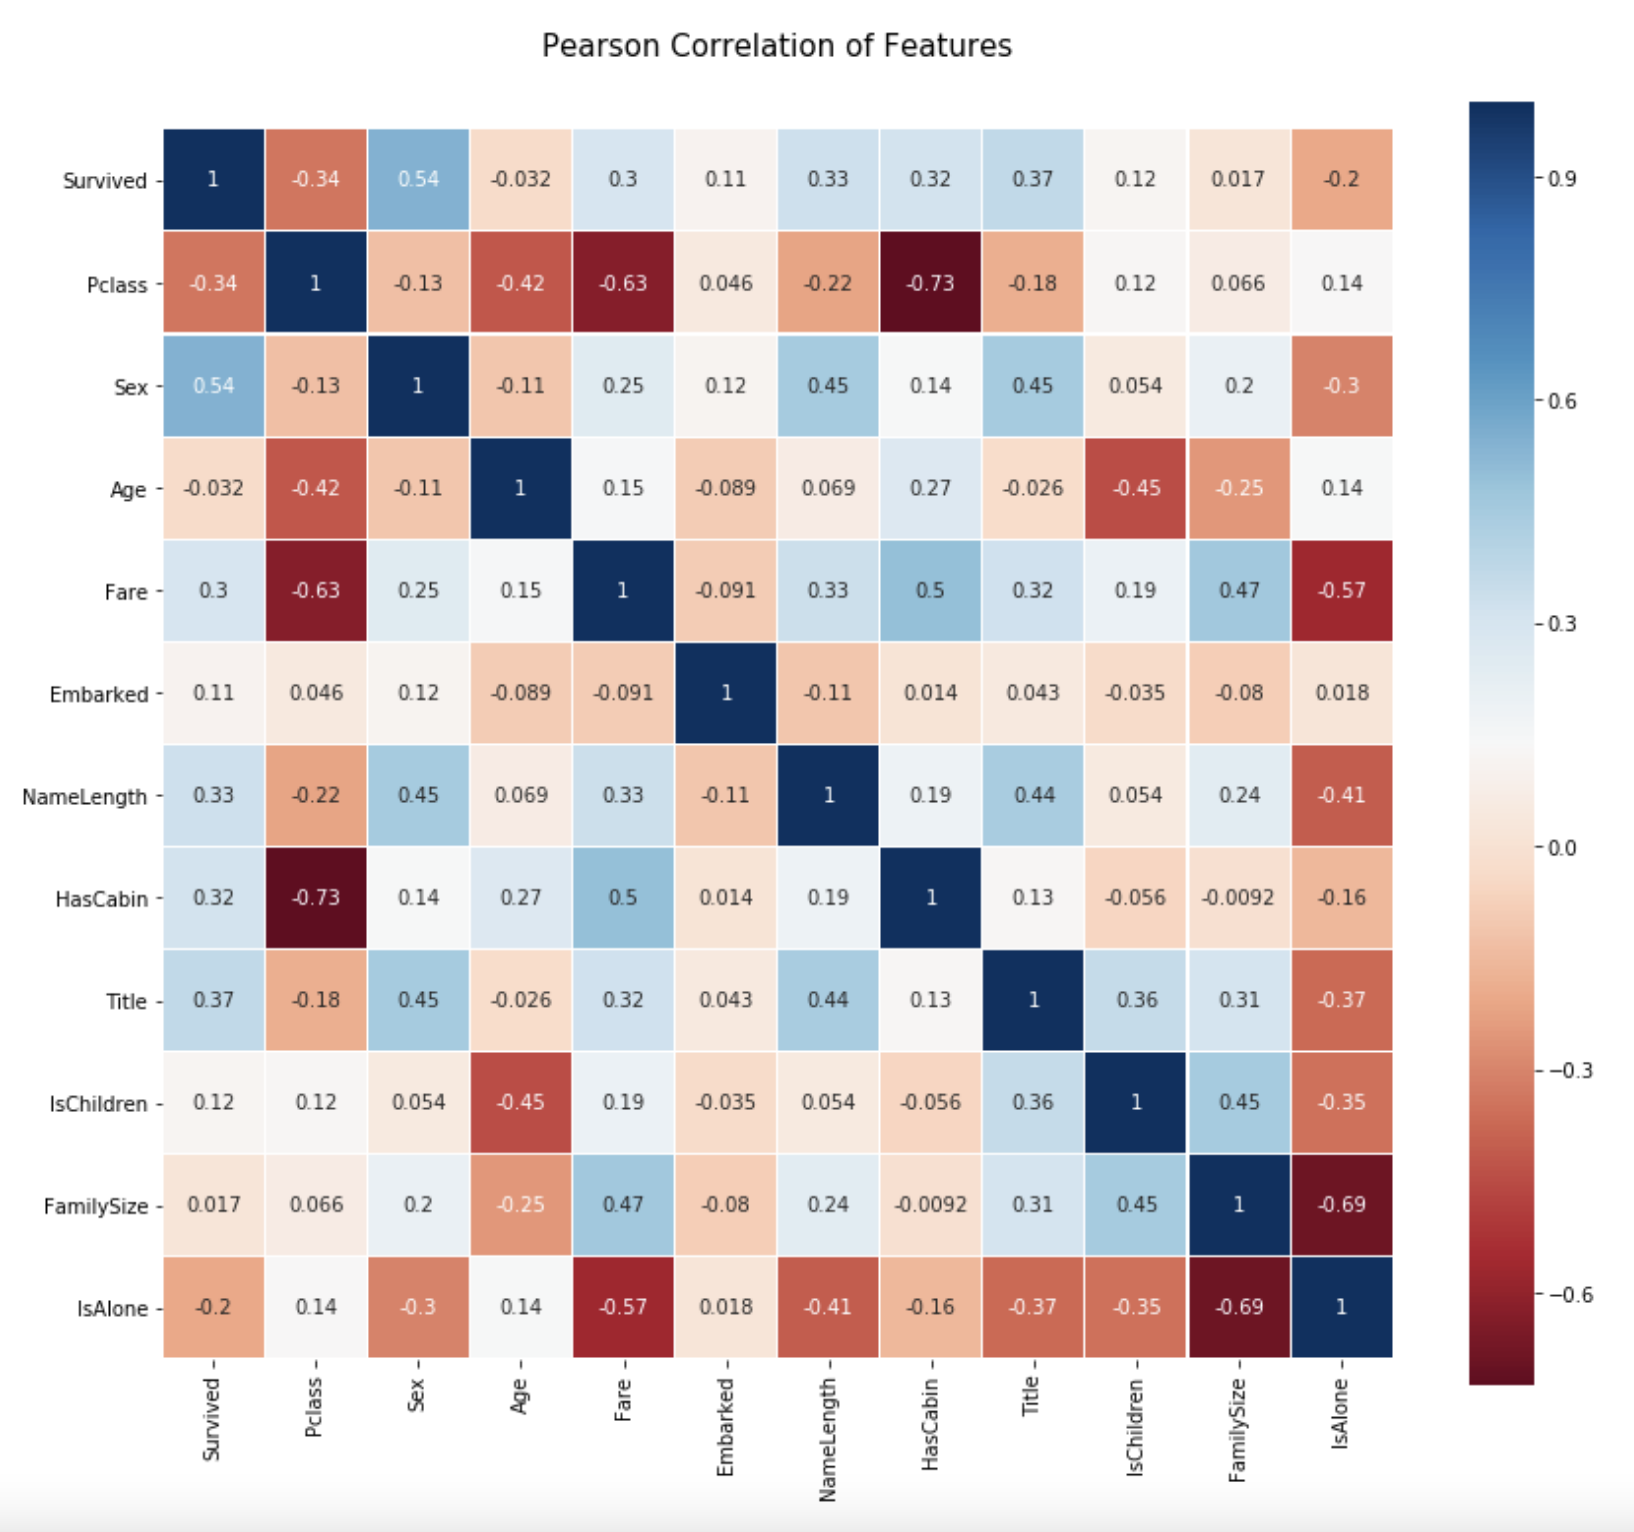 Pearson Correlation of Features
Survived 1 -0.34 0.54 -0.032 0.3 0.11 0.33 0.32 0.37 0.12 0.017 -0.2
Pclass -0.34 1 -0.13 -0.42 -0.63 0.046 -0.22 -0.73 -0.18 0.12 0.066 0.14
Sex 0.54 -0.13 1 -0.11 0.25 0.12 0.45 0.14 0.45 0.054 0.2 -0.3
Age -0.032 -0.42 -0.11 1 0.15 -0.089 0.069 0.27 -0.026 -0.45 -0.25 0.14
Fare 0.3 -0.63 0.25 0.15 1 -0.091 0.33 0.5 0.32 0.19 0.47 -0.57
Embarked 0.11 0.046 0.12 -0.089 -0.091 1 -0.11 0.014 0.043 -0.035 -0.08 0.018
NameLength 0.33 -0.22 0.45 0.069 0.33 -0.11 1 0.19 0.44 0.054 0.24 -0.41
HasCabin 0.32 -0.73 0.14 0.27 0.5 0.014 0.19 1 0.13 -0.056 -0.0092 -0.16
Title 0.37 -0.18 0.45 -0.026 0.32 0.043 0.44 0.13 1 0.36 0.31 -0.37
IsChildren 0.12 0.12 0.054 -0.45 0.19 -0.035 0.054 -0.056 0.36 1 0.45 -0.35
FamilySize 0.017 0.066 0.2 -0.25 0.47 -0.08 0.24 -0.0092 0.31 0.45 1 -0.69
IsAlone -0.2 0.14 -0.3 0.14 -0.57 0.018 -0.41 -0.16 -0.37 -0.35 -0.69 1
Survived Pclass Sex Age Fare Embarked NameLength HasCabin Title IsChildren FamilySize IsAlone
0.9
0.6
0.3
0.0
−0.3
−0.6